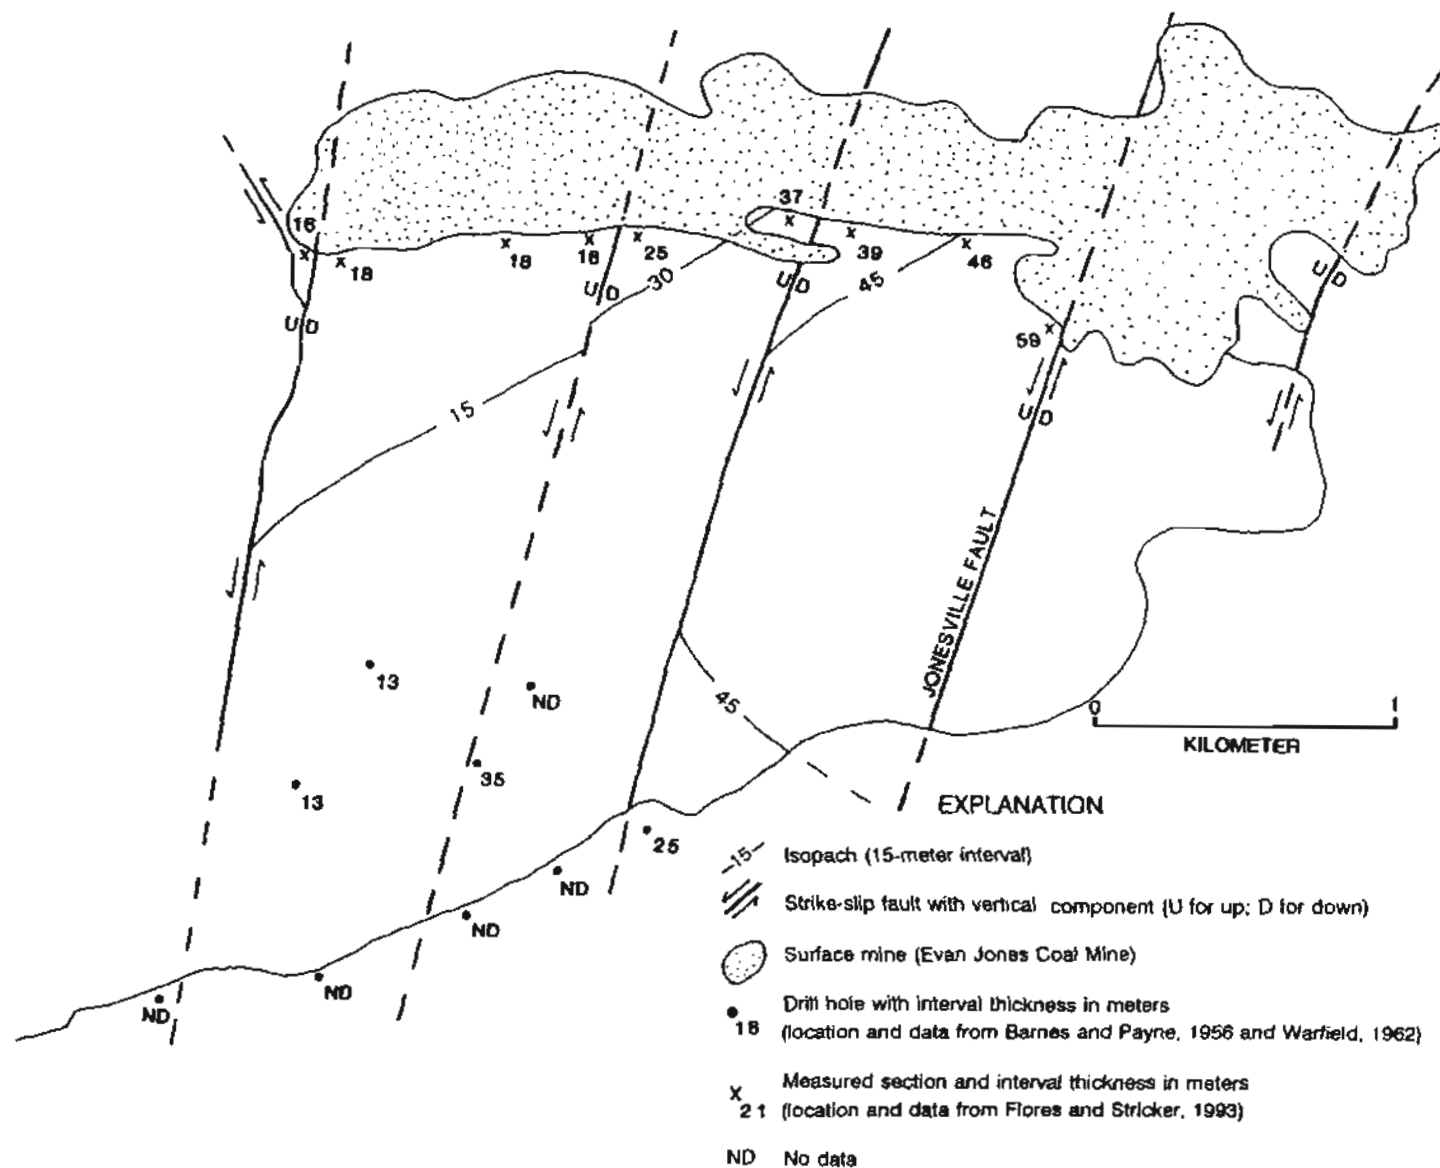 37
16
18
18
16
25
30
39
46
45
U D
U D
U D
U D
59
U D
15
JONESVILLE FAULT
13
ND
45
35
13
25
ND
ND
ND
ND
0 1
KILOMETER
EXPLANATION
-15- Isopach (15-meter interval)
Strike-slip fault with vertical component (U for up; D for down)
Surface mine (Evan Jones Coal Mine)
18 Drill hole with interval thickness in meters
(location and data from Barnes and Payne, 1956 and Warfield, 1962)
x 21 Measured section and interval thickness in meters
(location and data from Flores and Stricker, 1993)
ND No data